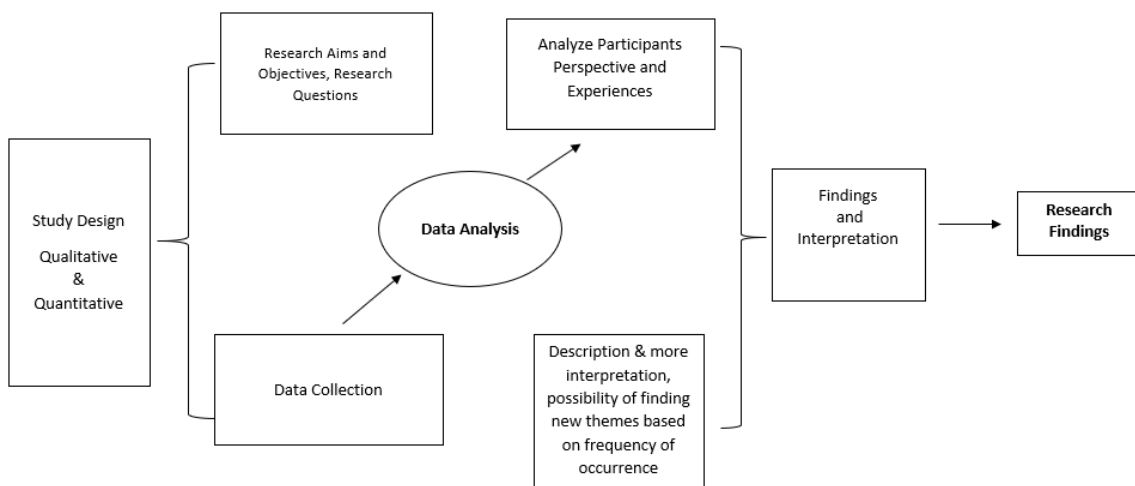 Research Aims and
Objectives, Research
Questions
Analyze Participants
Perspective and
Experiences
Study Design
Qualitative
&
Quantitative
Data Analysis
Findings
and
Interpretation
Research
Findings
Data Collection
Description & more
interpretation,
possibility of finding
new themes based
on frequency of
occurrence